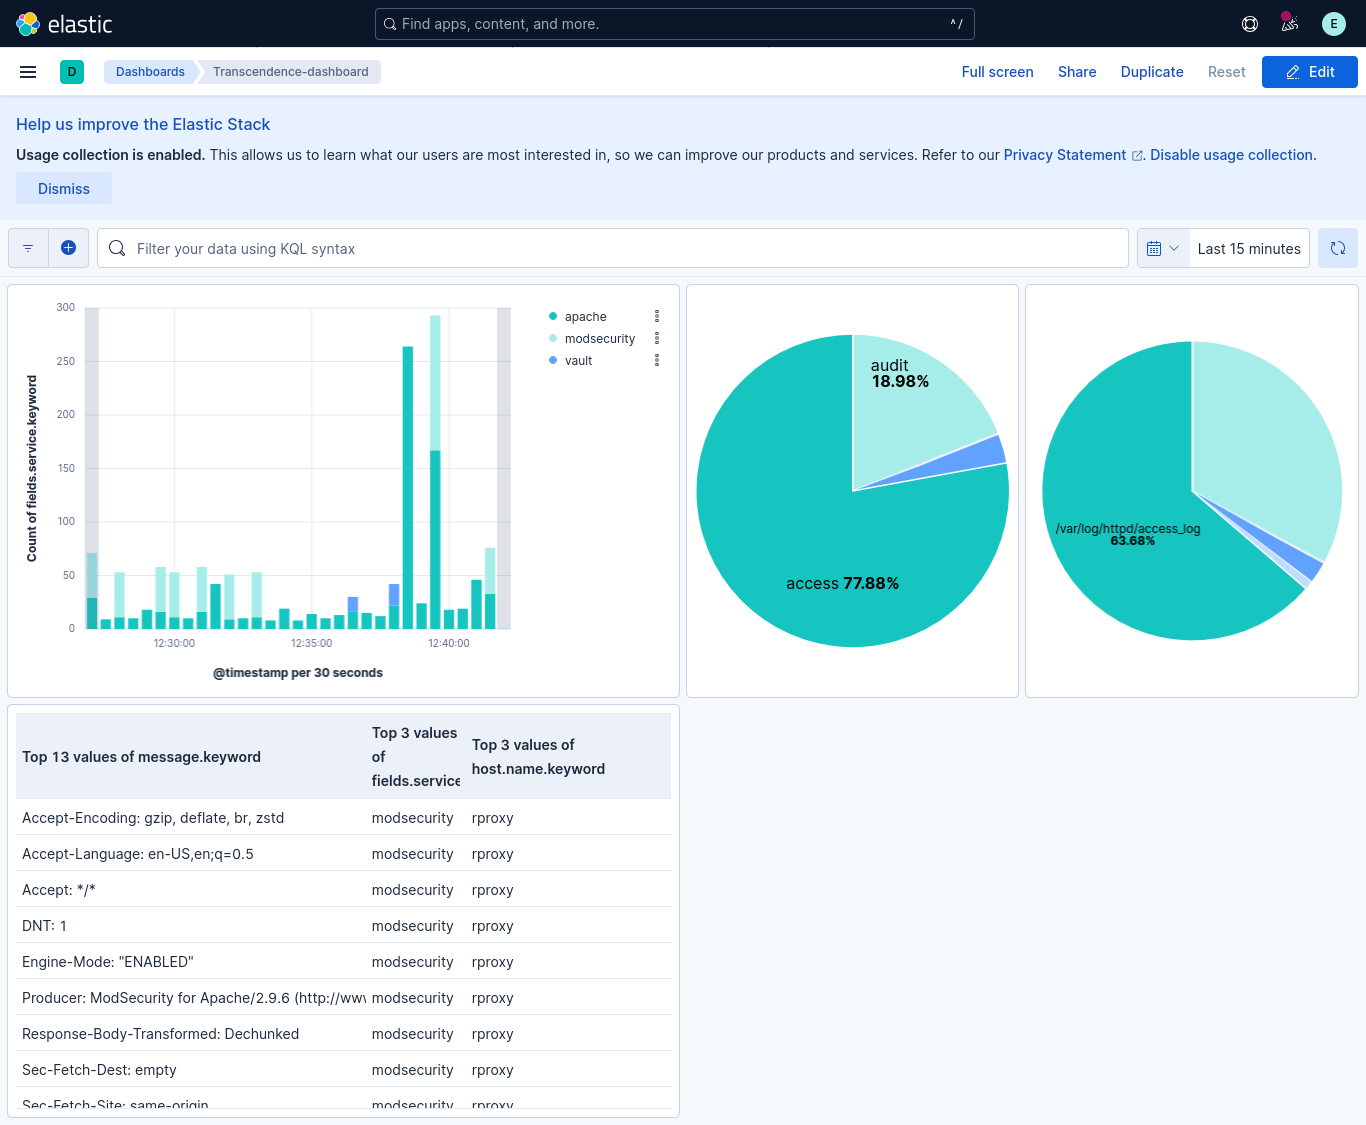 elastic
Find apps, content, and more.
^ /
E
D
Dashboards
Transcendence-dashboard
Full screen
Share
Duplicate
Reset
Edit
Help us improve the Elastic Stack
Usage collection is enabled. This allows us to learn what our users are most interested in, so we can improve our products and services. Refer to our Privacy Statement. Disable usage collection.
Dismiss
Filter your data using KQL syntax
Last 15 minutes
Count of fields.service.keyword
300
250
200
150
100
50
0
12:30:00
12:35:00
12:40:00
@timestamp per 30 seconds
apache
modsecurity
vault
audit
18.98%
access 77.88%
/var/log/httpd/access_log
63.68%
Top 13 values of message.keyword
Top 3 values
of
fields.service
Top 3 values of
host.name.keyword
Accept-Encoding: gzip, deflate, br, zstd modsecurity rproxy
Accept-Language: en-US,en;q=0.5 modsecurity rproxy
Accept: */* modsecurity rproxy
DNT: 1 modsecurity rproxy
Engine-Mode: "ENABLED" modsecurity rproxy
Producer: ModSecurity for Apache/2.9.6 (http://www modsecurity rproxy
Response-Body-Transformed: Dechunked modsecurity rproxy
Sec-Fetch-Dest: empty modsecurity rproxy
Sec-Fetch-Site: same-origin modsecurity rproxy